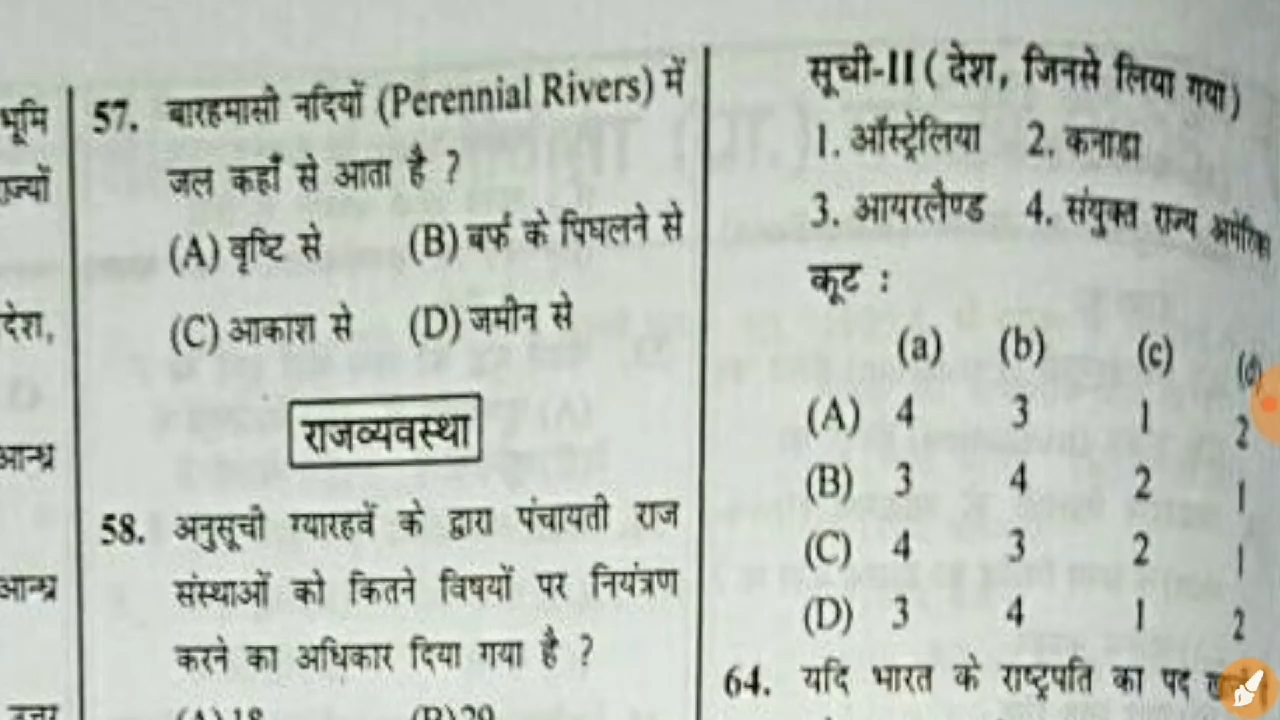 भूमि
देश,
आन्ध्र
आन्ध्र
57. बारहमासी नदियों (Perennial Rivers) में
जल कहाँ से आता है ?
(A) वृष्टि से (B) बर्फ के पिघलने से
(C) आकाश से (D) जमीन से
राजव्यवस्था
58. अनुसूची ग्यारहवें के द्वारा पंचायती राज
संस्थाओं को कितने विषयों पर नियंत्रण
करने का अधिकार दिया गया है ?
(A) 18 (B) 29
सूची-II ( देश, जिनसे लिया गया)
1. ऑस्ट्रेलिया 2. कनाडा
3. आयरलैण्ड 4. संयुक्त राज्य अमेरिका
कूट :
(a) (b) (c) (d)
(A) 4 3 1 2
(B) 3 4 2 1
(C) 4 3 2 1
(D) 3 4 1 2
64. यदि भारत के राष्ट्रपति का पद